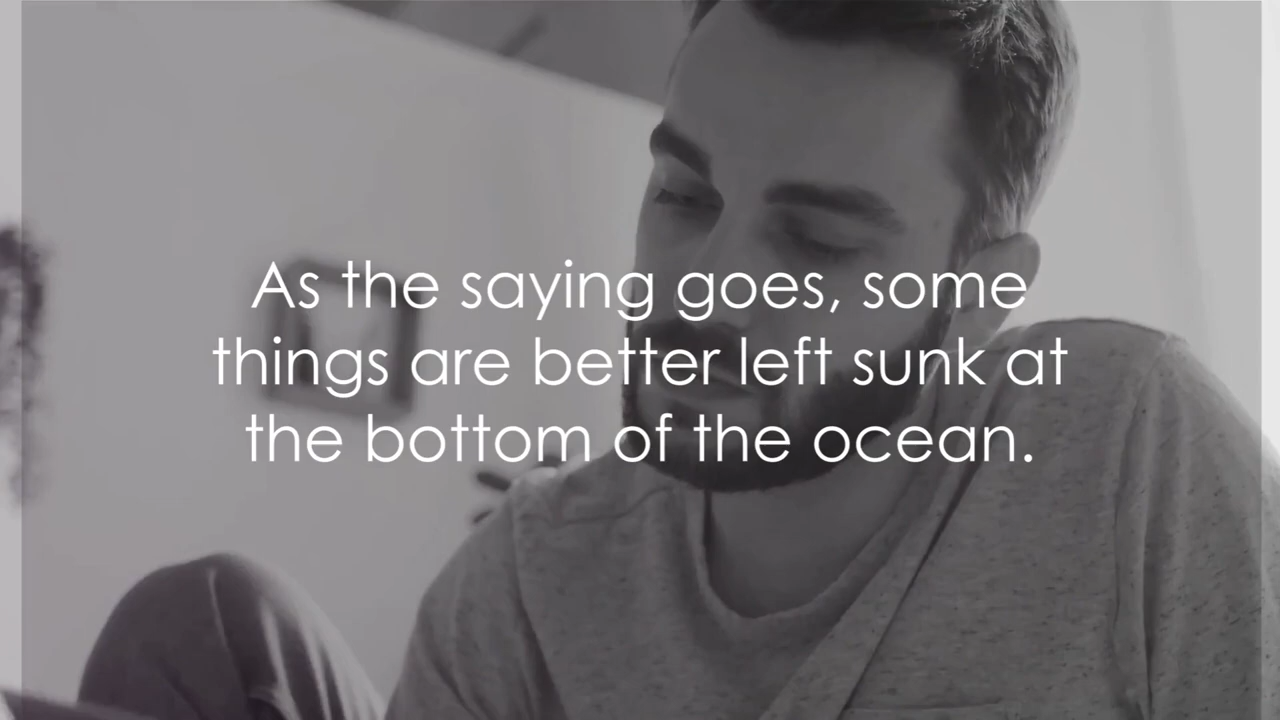 As the saying goes, some
things are better left sunk at
the bottom of the ocean.